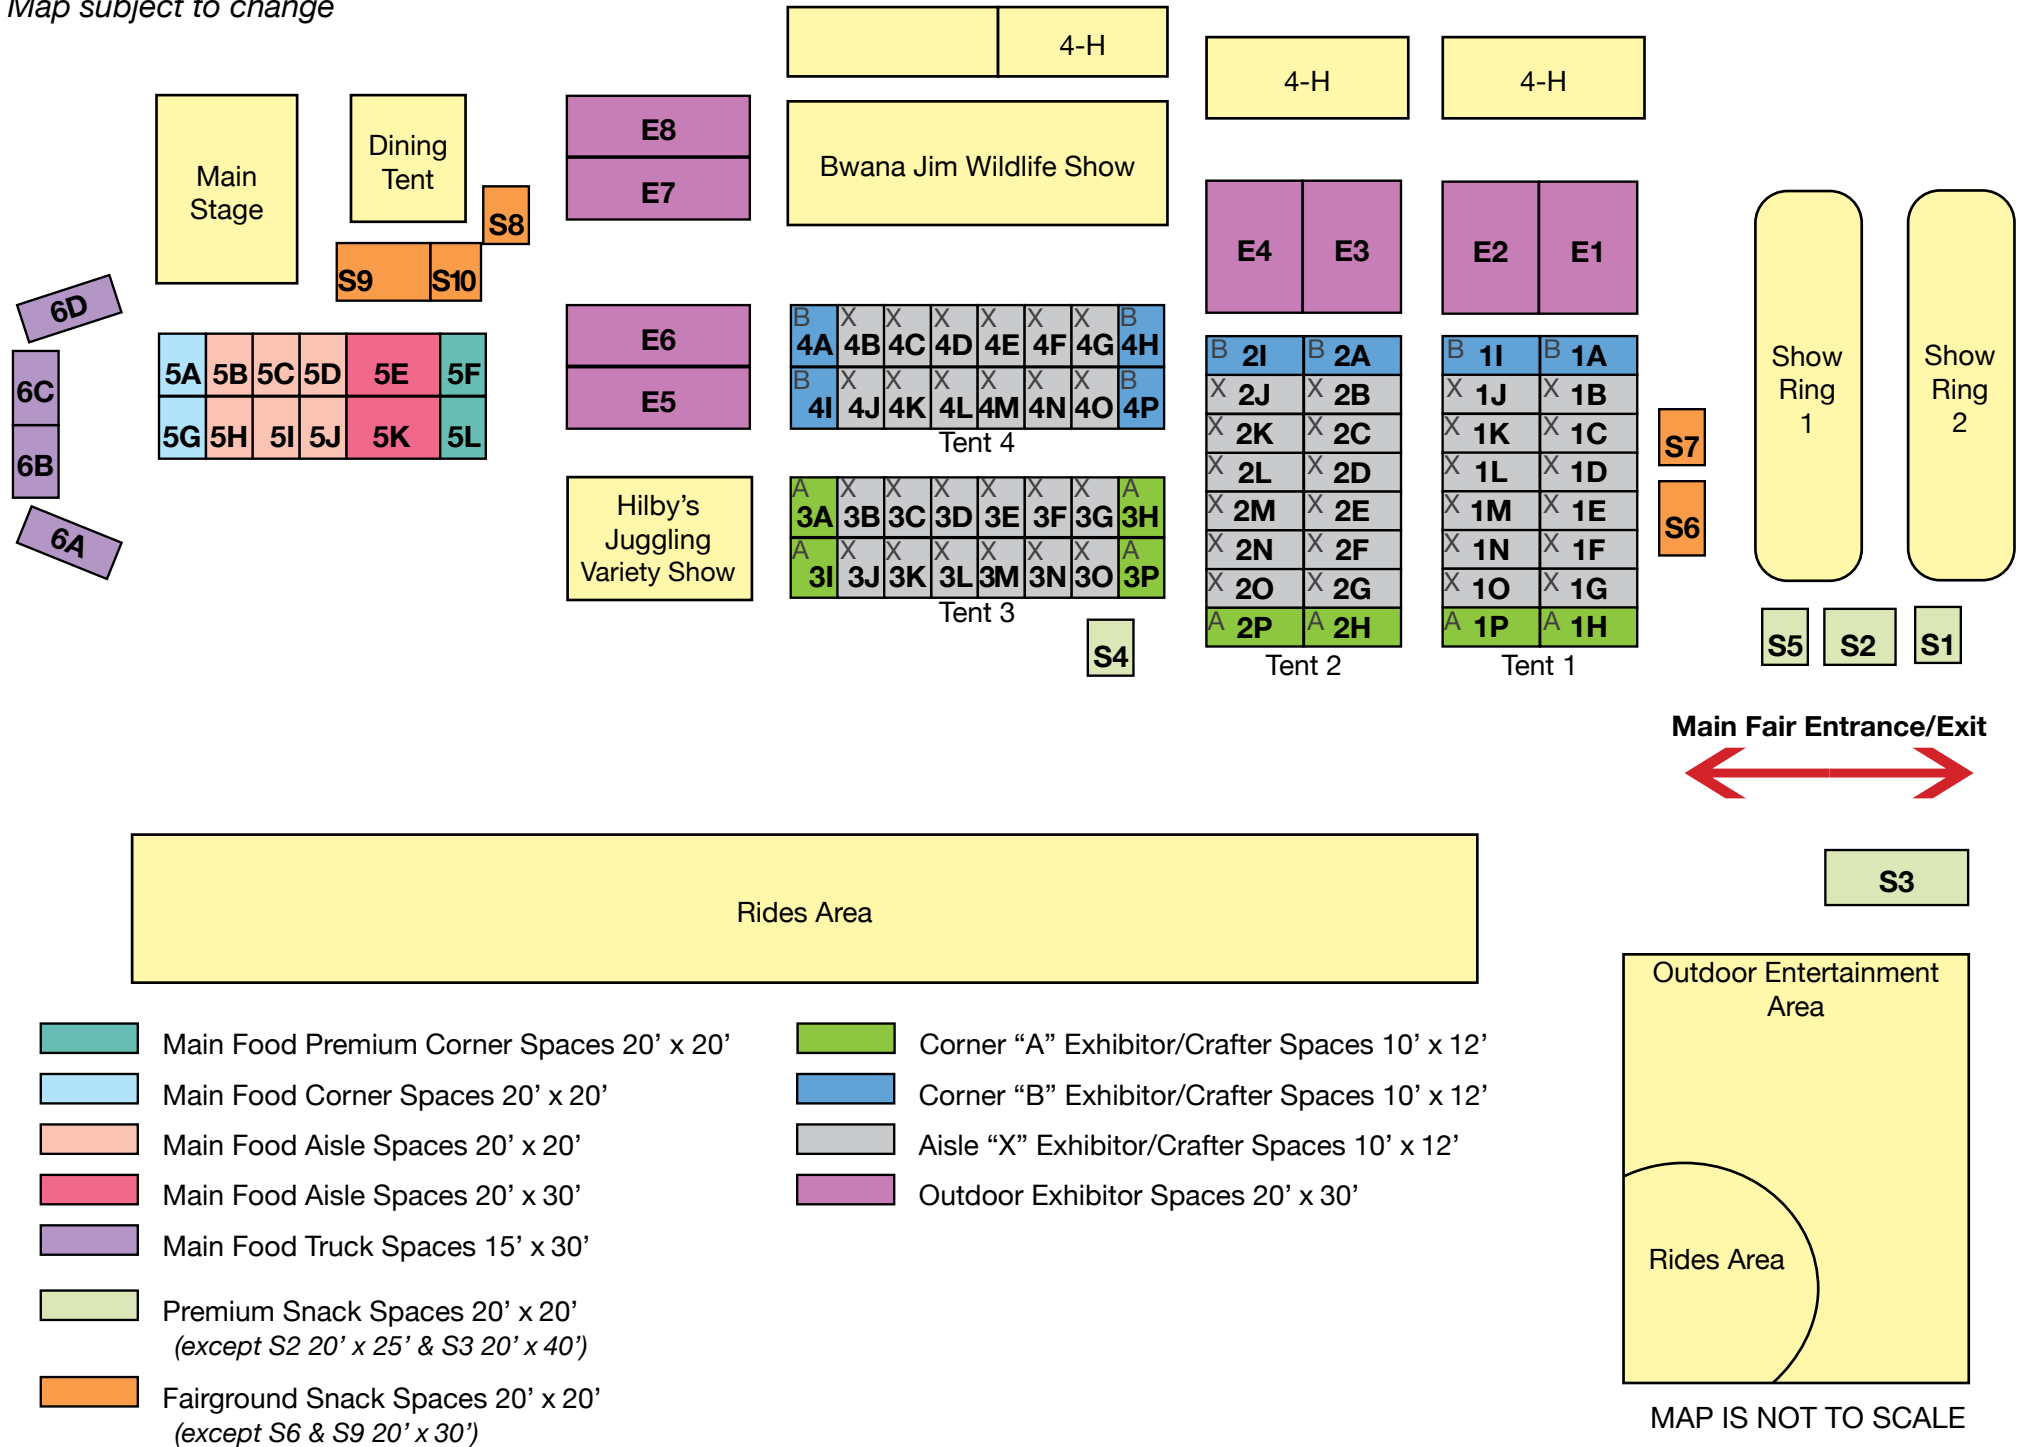 Map subject to change
4-H
4-H
4-H
Main
Stage
Dining
Tent
E8
E7
Bwana Jim Wildlife Show
S8
S9
S10
E4
E3
E2
E1
Show
Ring
1
Show
Ring
2
6D
6C
6B
6A
5A 5B 5C 5D 5E 5F
5G 5H 5I 5J 5K 5L
E6
E5
B X X X X X X B
4A 4B 4C 4D 4E 4F 4G 4H
B X X X X X X B
4I 4J 4K 4L 4M 4N 4O 4P
Tent 4
Hilby's
Juggling
Variety Show
A X X X X X X A
3A 3B 3C 3D 3E 3F 3G 3H
A X X X X X X A
3I 3J 3K 3L 3M 3N 3O 3P
Tent 3
S4
B 2I B 2A
X 2J X 2B
X 2K X 2C
X 2L X 2D
X 2M X 2E
X 2N X 2F
X 2O X 2G
A 2P A 2H
Tent 2
B 1I B 1A
X 1J X 1B
X 1K X 1C
X 1L X 1D
X 1M X 1E
X 1N X 1F
X 1O X 1G
A 1P A 1H
Tent 1
S7
S6
S5
S2
S1
Main Fair Entrance/Exit
S3
Rides Area
Outdoor Entertainment
Area
Rides Area
Main Food Premium Corner Spaces 20’ x 20’
Main Food Corner Spaces 20’ x 20’
Main Food Aisle Spaces 20’ x 20’
Main Food Aisle Spaces 20’ x 30’
Main Food Truck Spaces 15’ x 30’
Premium Snack Spaces 20’ x 20’
(except S2 20’ x 25’ & S3 20’ x 40’)
Fairground Snack Spaces 20’ x 20’
(except S6 & S9 20’ x 30’)
Corner “A” Exhibitor/Crafter Spaces 10’ x 12’
Corner “B” Exhibitor/Crafter Spaces 10’ x 12’
Aisle “X” Exhibitor/Crafter Spaces 10’ x 12’
Outdoor Exhibitor Spaces 20’ x 30’
MAP IS NOT TO SCALE